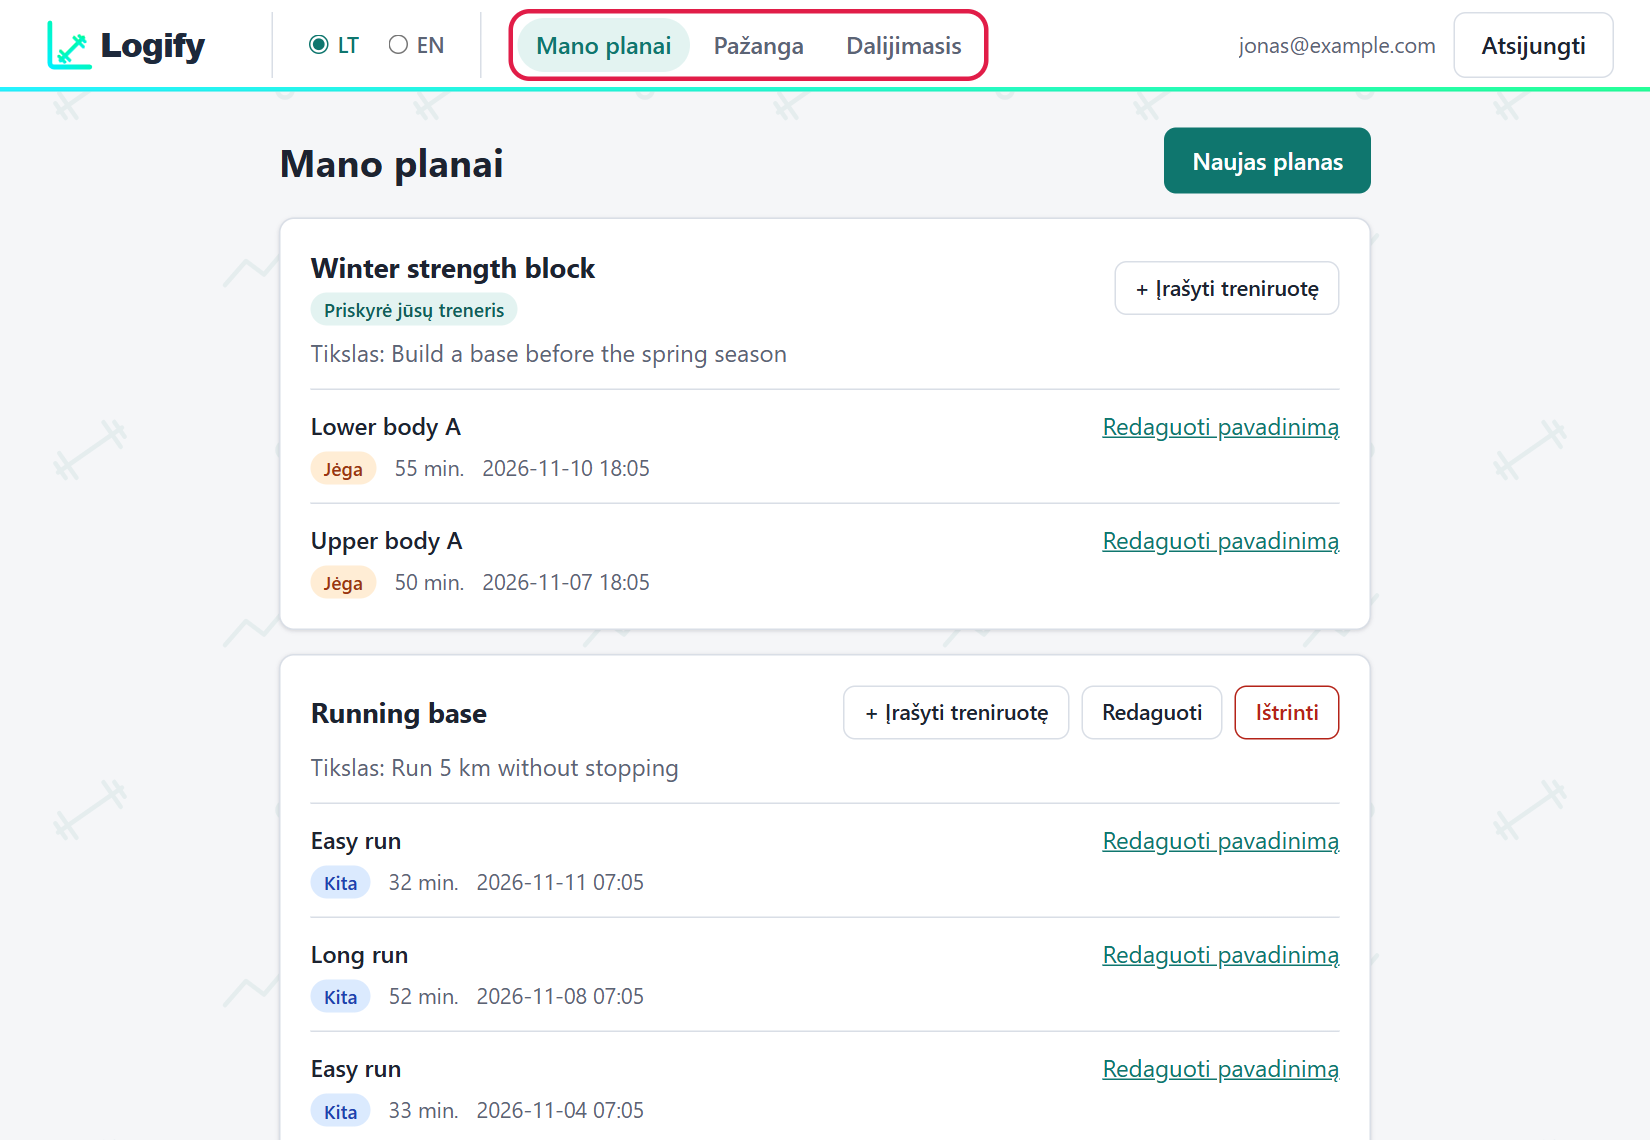 Logify
LT EN
Mano planai Pažanga Dalijimasis
jonas@example.com
Atsijungti
Mano planai
Naujas planas
Winter strength block
Priskyrė jūsų treneris
+ Įrašyti treniruotę
Tikslas: Build a base before the spring season
Lower body A
Redaguoti pavadinimą
Jėga 55 min. 2026-11-10 18:05
Upper body A
Redaguoti pavadinimą
Jėga 50 min. 2026-11-07 18:05
Running base
+ Įrašyti treniruotę
Redaguoti
Ištrinti
Tikslas: Run 5 km without stopping
Easy run
Redaguoti pavadinimą
Kita 32 min. 2026-11-11 07:05
Long run
Redaguoti pavadinimą
Kita 52 min. 2026-11-08 07:05
Easy run
Redaguoti pavadinimą
Kita 33 min. 2026-11-04 07:05